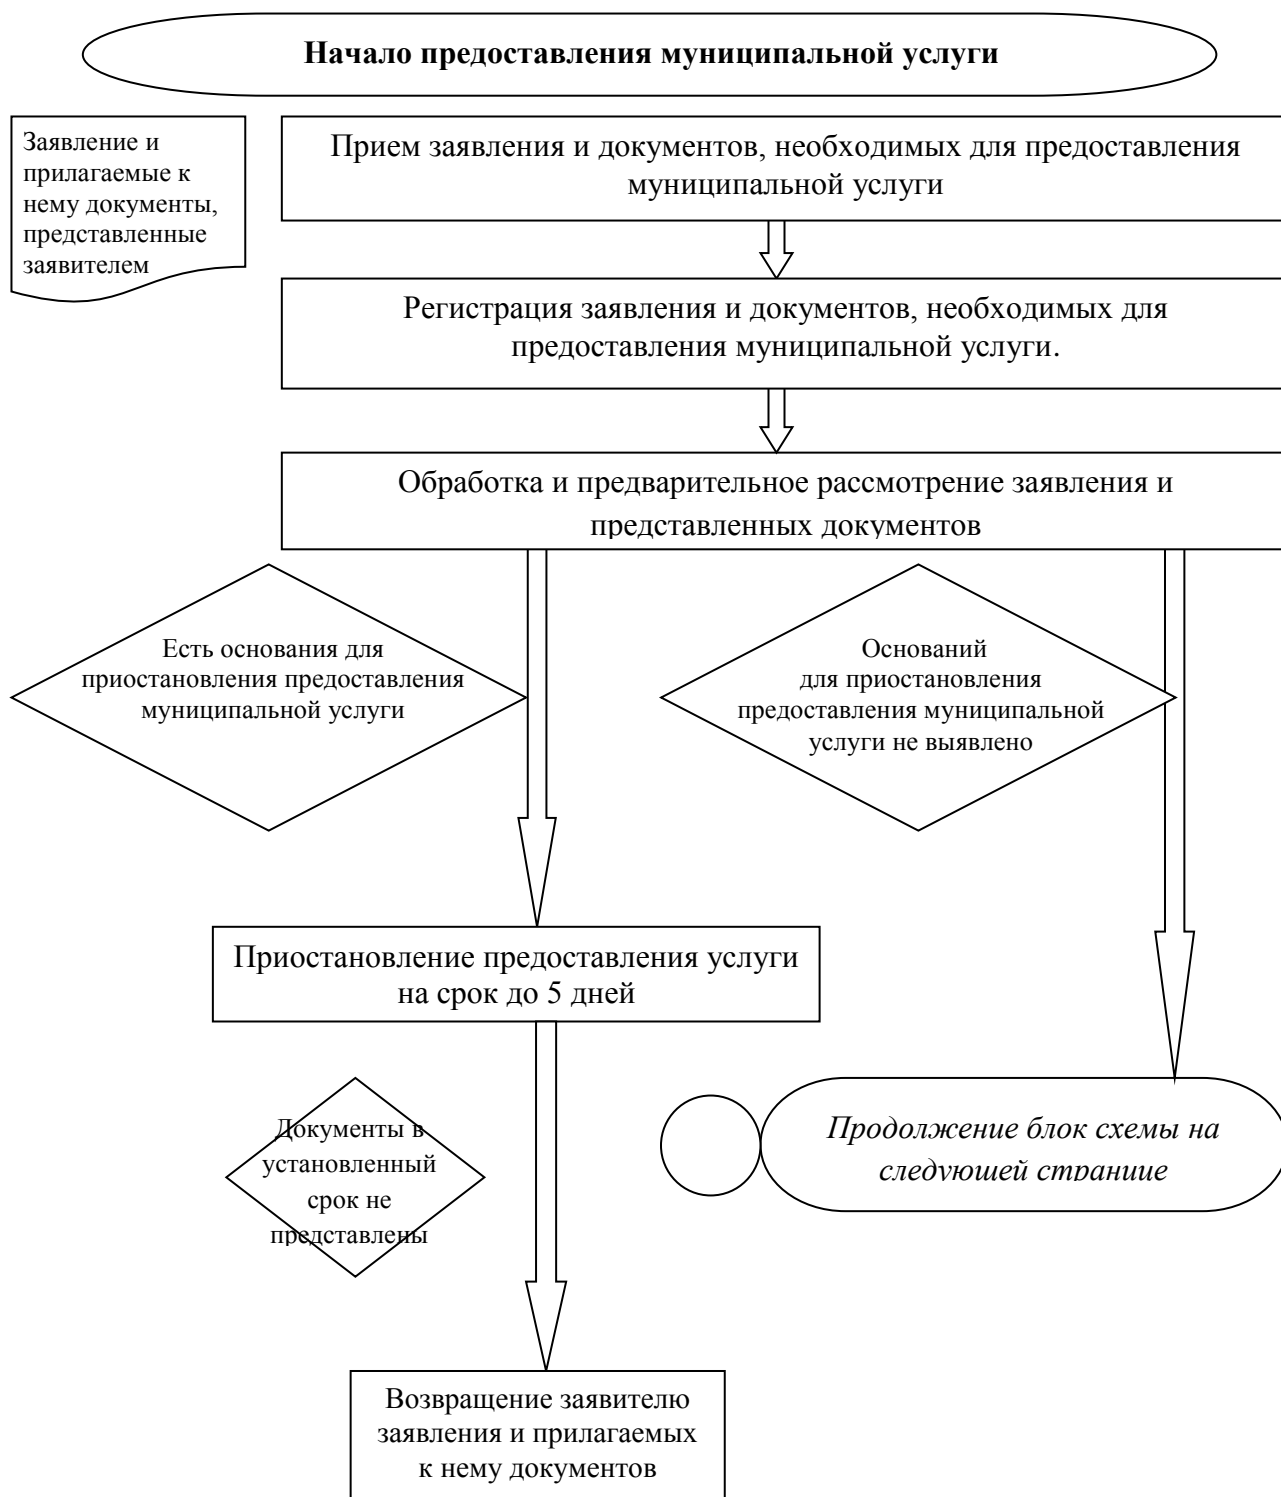 Начало предоставления муниципальной услуги
Заявление и
прилагаемые к
нему документы,
представленные
заявителем
Прием заявления и документов, необходимых для предоставления
муниципальной услуги
Регистрация заявления и документов, необходимых для
предоставления муниципальной услуги.
Обработка и предварительное рассмотрение заявления и
представленных документов
Есть основания для
приостановления предоставления
муниципальной услуги
Оснований
для приостановления
предоставления муниципальной
услуги не выявлено
Приостановление предоставления услуги
на срок до 5 дней
Документы в
установленный
срок не
представлены
Продолжение блок схемы на
следующей странице
Возвращение заявителю
заявления и прилагаемых
к нему документов